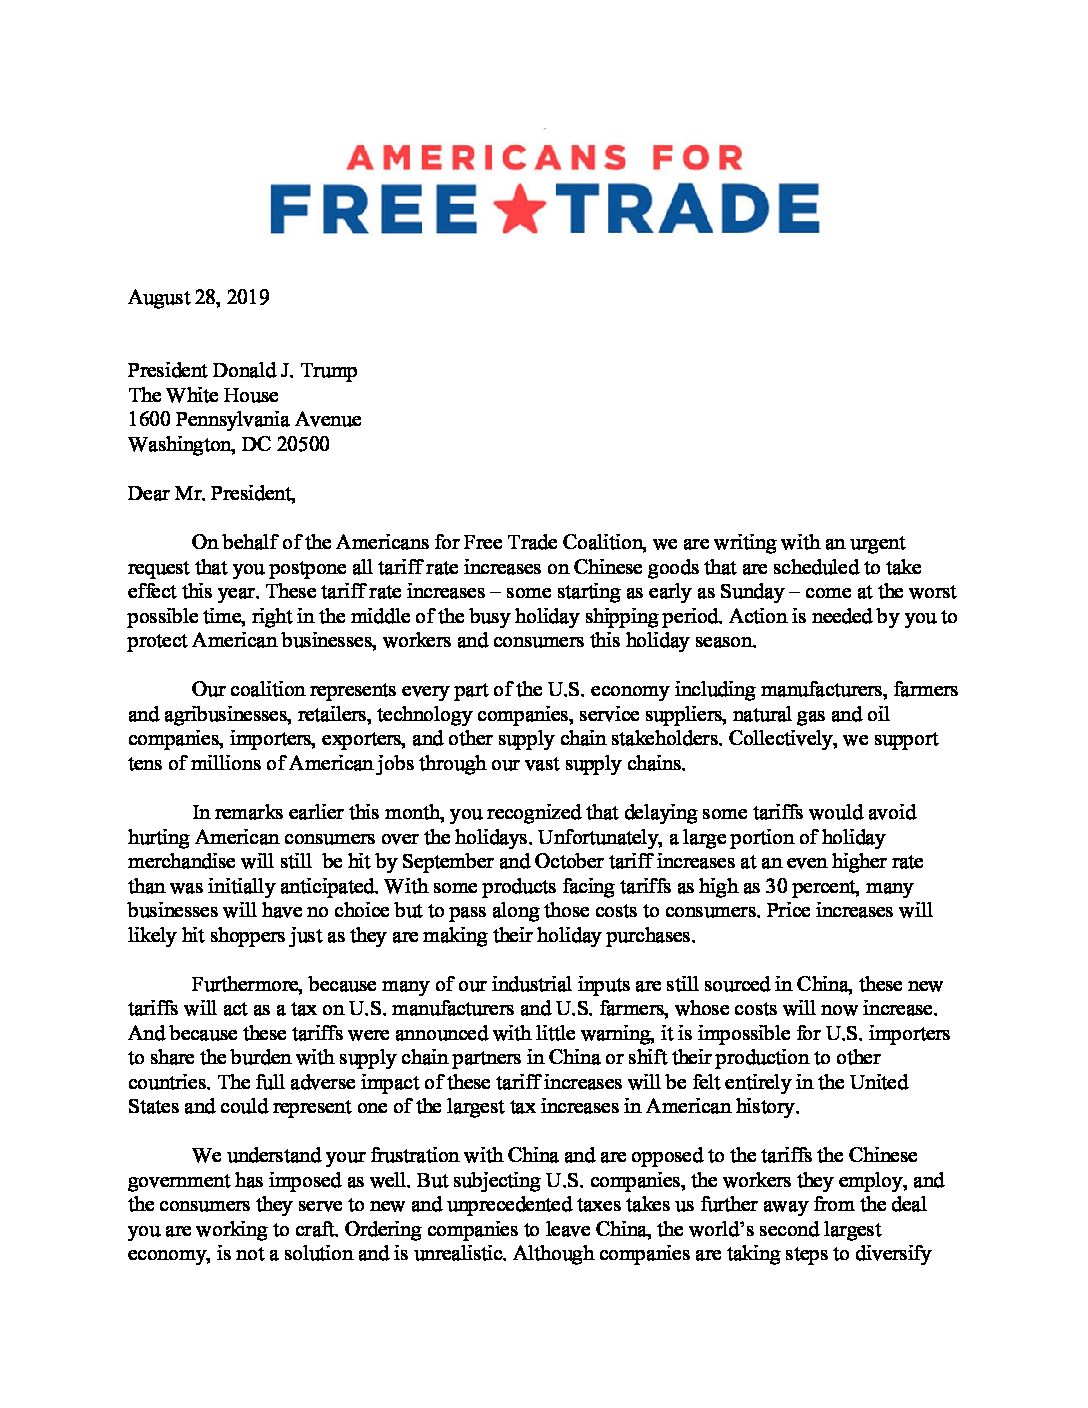 AMERICANS FOR
FREE★TRADE
August 28, 2019
President Donald J. Trump
The White House
1600 Pennsylvania Avenue
Washington, DC 20500
Dear Mr. President,
On behalf of the Americans for Free Trade Coalition, we are writing with an urgent
request that you postpone all tariff rate increases on Chinese goods that are scheduled to take
effect this year. These tariff rate increases – some starting as early as Sunday – come at the worst
possible time, right in the middle of the busy holiday shipping period. Action is needed by you to
protect American businesses, workers and consumers this holiday season.
Our coalition represents every part of the U.S. economy including manufacturers, farmers
and agribusinesses, retailers, technology companies, service suppliers, natural gas and oil
companies, importers, exporters, and other supply chain stakeholders. Collectively, we support
tens of millions of American jobs through our vast supply chains.
In remarks earlier this month, you recognized that delaying some tariffs would avoid
hurting American consumers over the holidays. Unfortunately, a large portion of holiday
merchandise will still  be hit by September and October tariff increases at an even higher rate
than was initially anticipated. With some products facing tariffs as high as 30 percent, many
businesses will have no choice but to pass along those costs to consumers. Price increases will
likely hit shoppers just as they are making their holiday purchases.
Furthermore, because many of our industrial inputs are still sourced in China, these new
tariffs will act as a tax on U.S. manufacturers and U.S. farmers, whose costs will now increase.
And because these tariffs were announced with little warning, it is impossible for U.S. importers
to share the burden with supply chain partners in China or shift their production to other
countries. The full adverse impact of these tariff increases will be felt entirely in the United
States and could represent one of the largest tax increases in American history.
We understand your frustration with China and are opposed to the tariffs the Chinese
government has imposed as well. But subjecting U.S. companies, the workers they employ, and
the consumers they serve to new and unprecedented taxes takes us further away from the deal
you are working to craft. Ordering companies to leave China, the world’s second largest
economy, is not a solution and is unrealistic. Although companies are taking steps to diversify